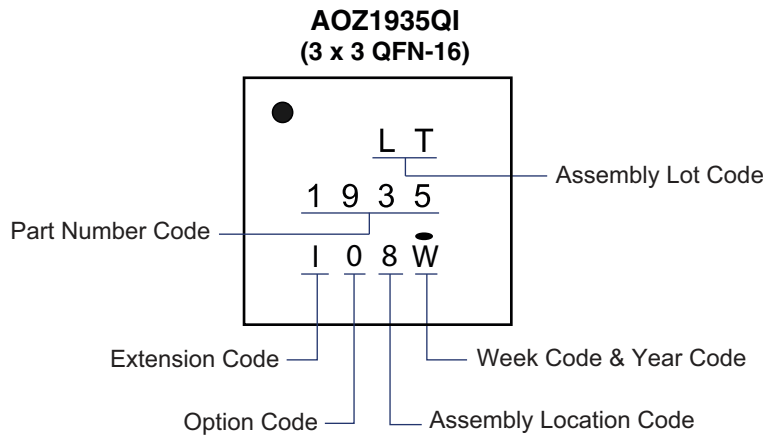 AOZ1935QI
(3 x 3 QFN-16)
L T
Assembly Lot Code
1 9 3 5
Part Number Code
I 0 8 W
Extension Code
Week Code & Year Code
Option Code
Assembly Location Code